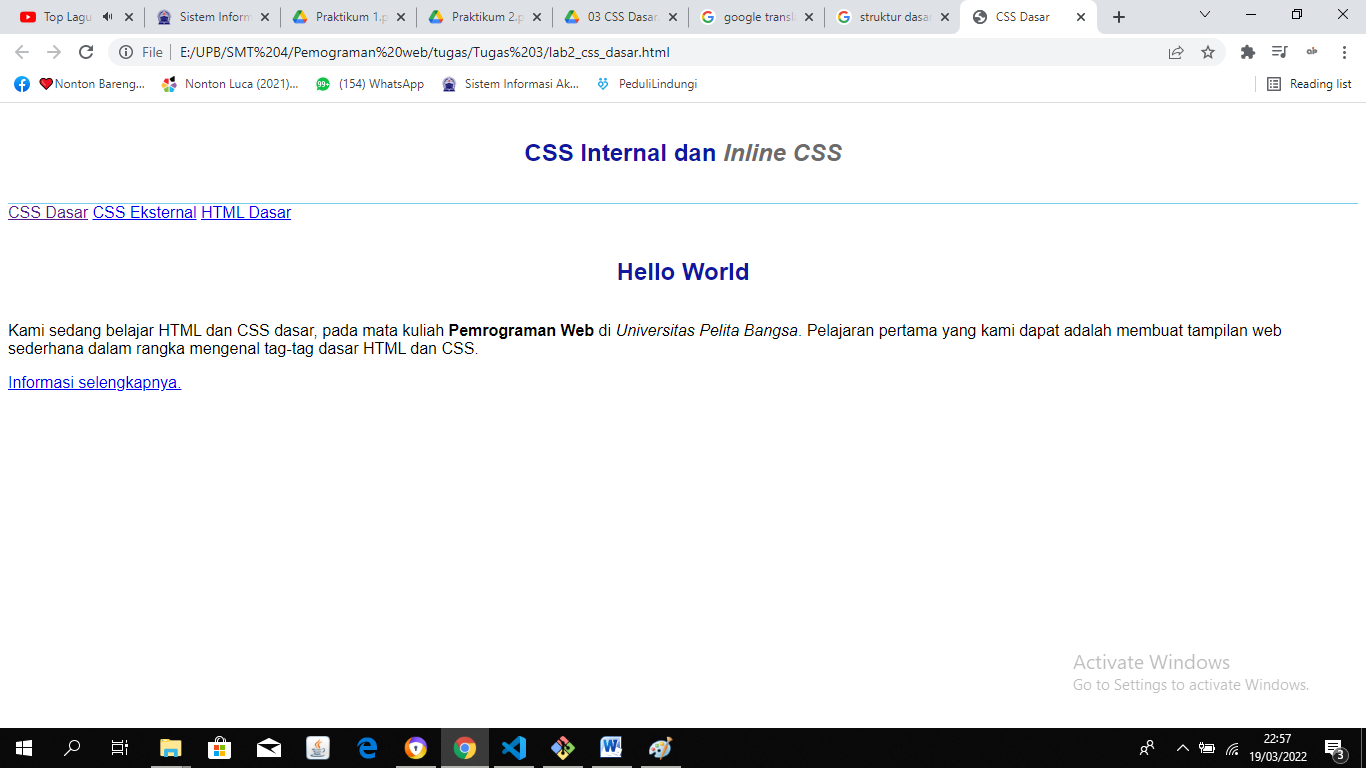 Top Lagu
Sistem Inform
Praktikum 1.p
Praktikum 2.p
03 CSS Dasar.
google transl
struktur dasar
CSS Dasar
File
E:/UPB/SMT%204/Pemograman%20web/tugas/Tugas%203/lab2_css_dasar.html
Nonton Bareng...
Nonton Luca (2021)...
99+
(154) WhatsApp
Sistem Informasi Ak...
PeduliLindungi
Reading list
CSS Internal dan Inline CSS
CSS Dasar CSS Eksternal HTML Dasar
Hello World
Kami sedang belajar HTML dan CSS dasar, pada mata kuliah Pemrograman Web di Universitas Pelita Bangsa. Pelajaran pertama yang kami dapat adalah membuat tampilan web
sederhana dalam rangka mengenal tag-tag dasar HTML dan CSS.
Informasi selengkapnya.
Activate Windows
Go to Settings to activate Windows.
22:57
19/03/2022
3